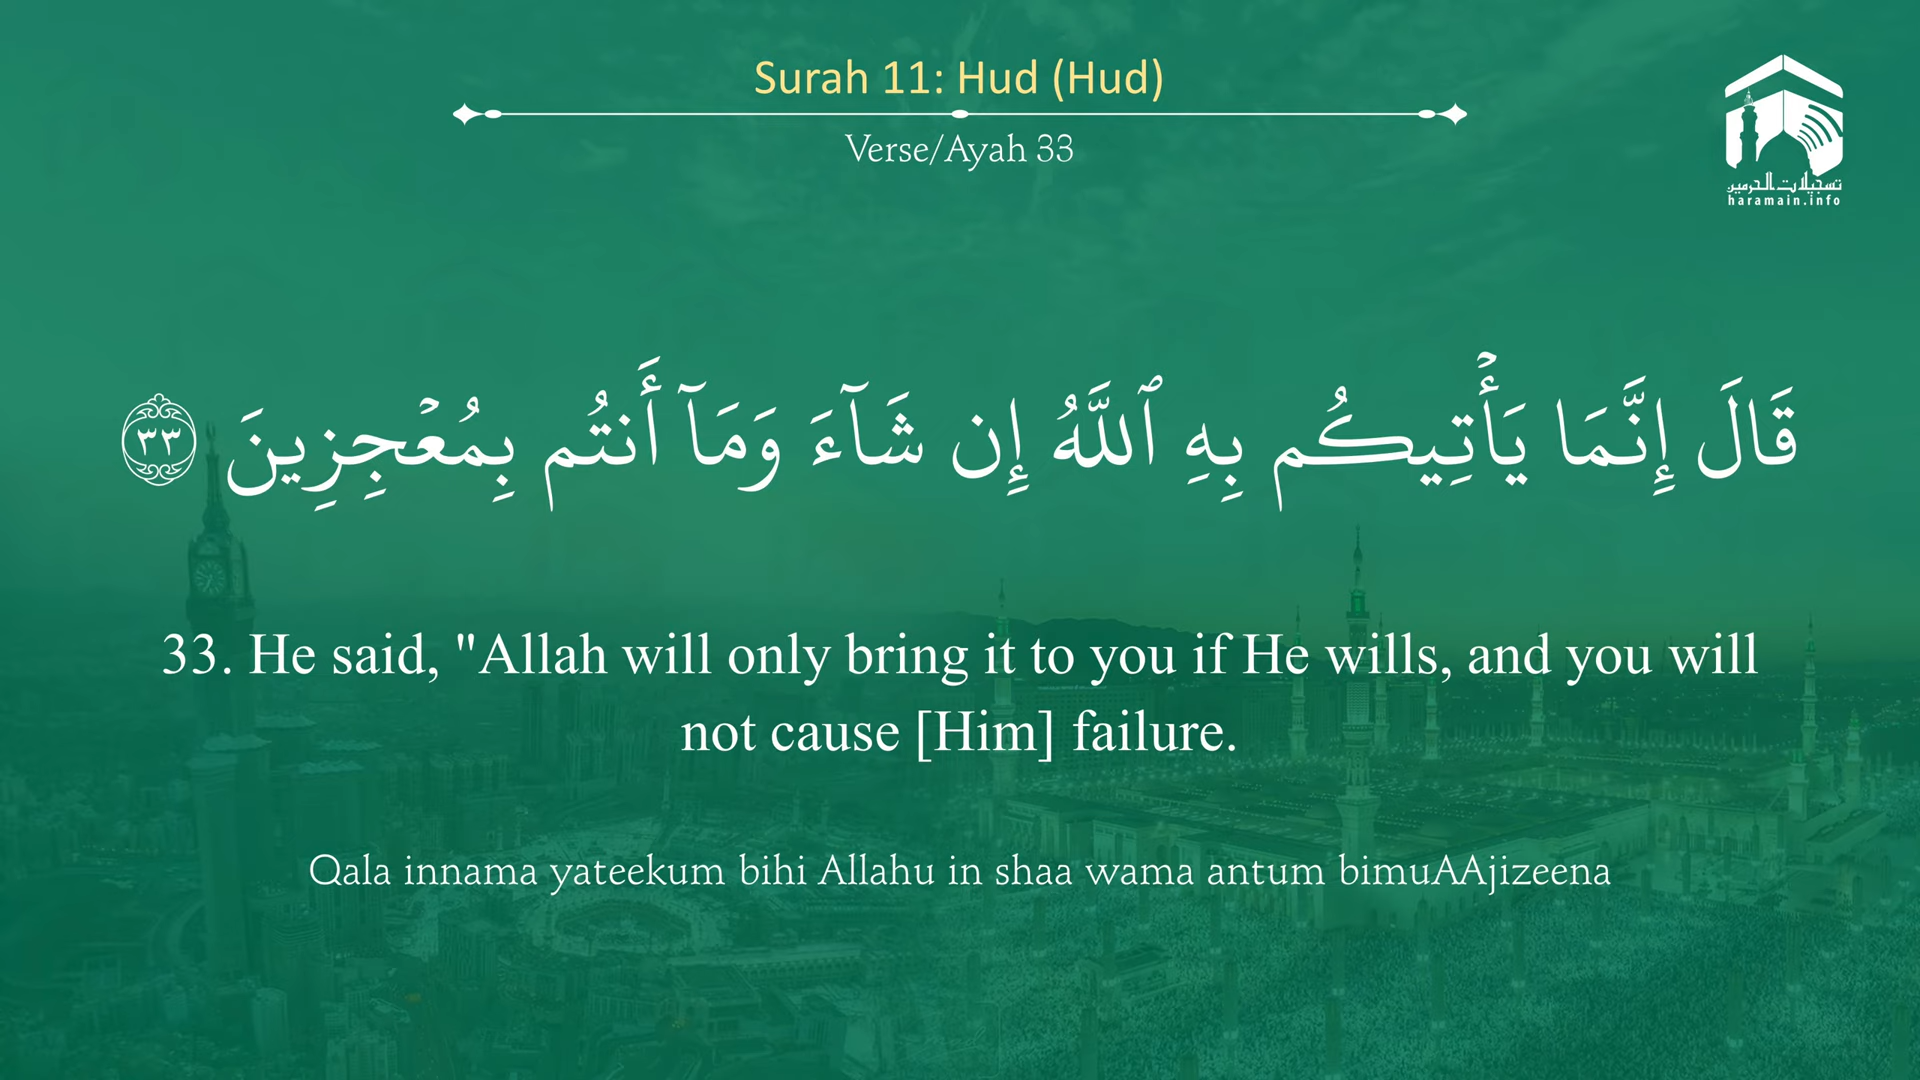 Surah 11: Hud (Hud)
Verse/Ayah 33
تسجيلات الحرمين
haramain.info
قَالَ إِنَّمَا يَأۡتِيكُم بِهِ ٱللَّهُ إِن شَآءَ وَمَآ أَنتُم بِمُعۡجِزِينَ ٣٣
33. He said, "Allah will only bring it to you if He wills, and you will
not cause [Him] failure.
Qala innama yateekum bihi Allahu in shaa wama antum bimuAAjizeena